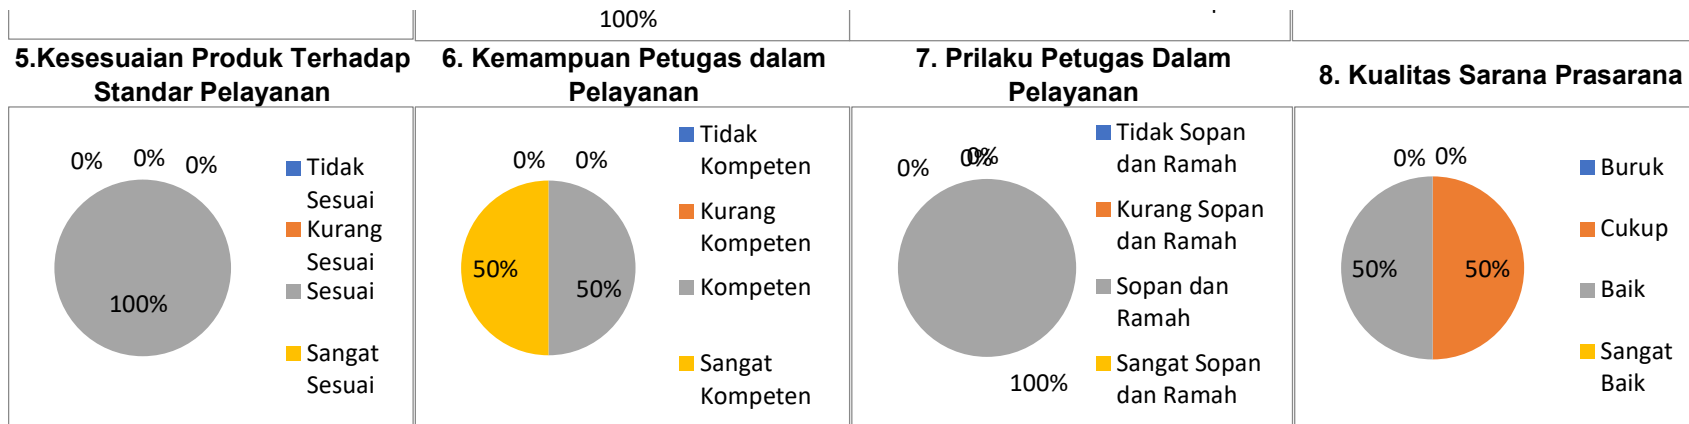 100%
5.Kesesuaian Produk Terhadap
Standar Pelayanan
0%
0%
0%
100%
Tidak
Sesuai
Kurang
Sesuai
Sesuai
Sangat
Sesuai
6. Kemampuan Petugas dalam
Pelayanan
0%
0%
50%
50%
Tidak
Kompeten
Kurang
Kompeten
Kompeten
Sangat
Kompeten
7. Prilaku Petugas Dalam
Pelayanan
0%
0%
0%
100%
Tidak Sopan
dan Ramah
Kurang Sopan
dan Ramah
Sopan dan
Ramah
Sangat Sopan
dan Ramah
8. Kualitas Sarana Prasarana
0%
0%
50%
50%
Buruk
Cukup
Baik
Sangat
Baik